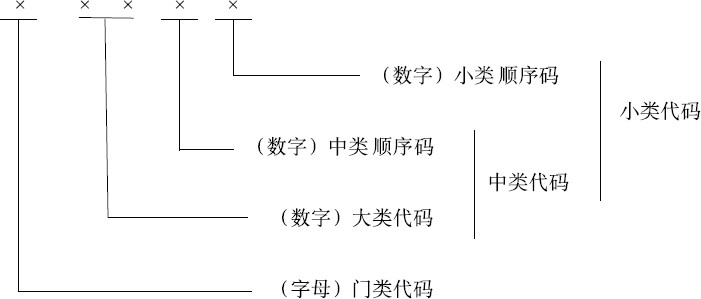 × × × × ×
（数字）小类 顺序码
小类代码
（数字）中类 顺序码
中类代码
（数字）大类代码
（字母）门类代码